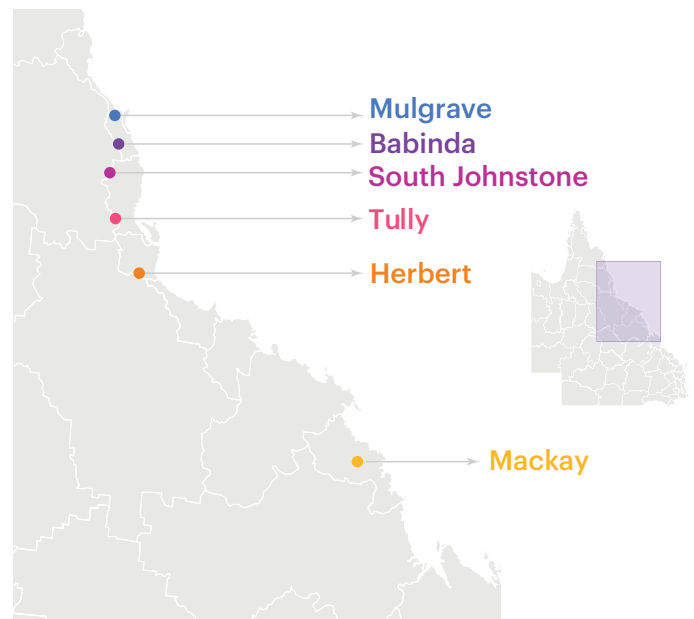 Mulgrave
Babinda
South Johnstone
Tully
Herbert
Mackay